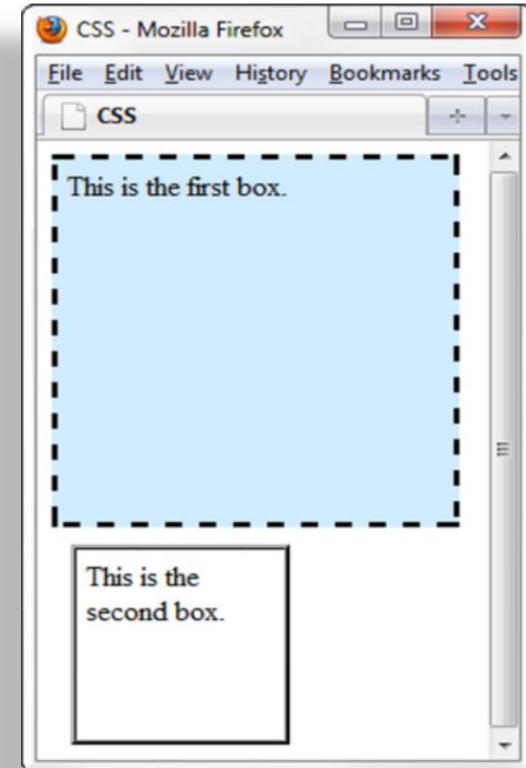 CSS - Mozilla Firefox
File Edit View History Bookmarks Tools
CSS
This is the first box.
This is the
second box.